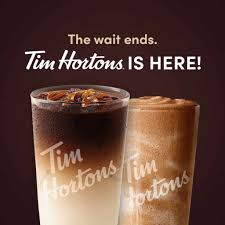 The wait ends.
Tim Hortons IS HERE!
Tim
Hortons
Tim
Hortons